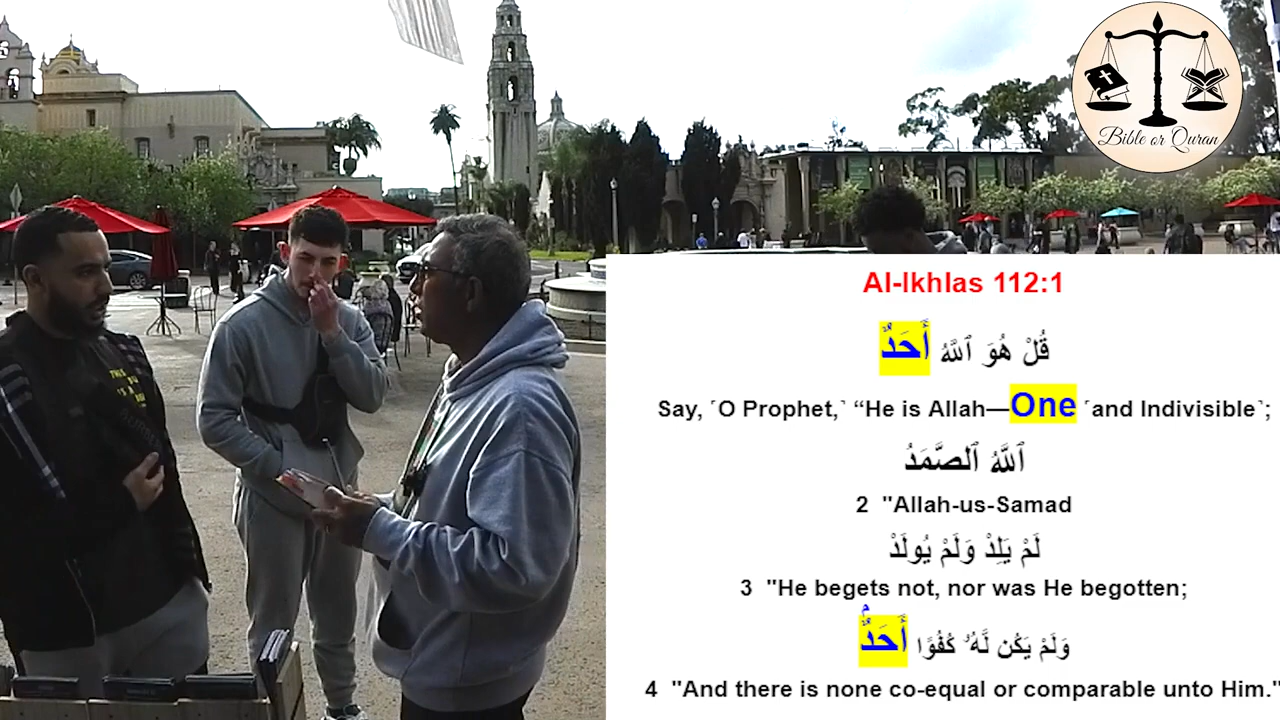 Bible or Quran
Al-Ikhlas 112:1
قُلْ هُوَ ٱللَّهُ أَحَدٌ
Say, ˹O Prophet,˺ “He is Allah—One ˹and Indivisible˺;
ٱللَّهُ ٱلصَّمَدُ
2 "Allah-us-Samad
لَمْ يَلِدْ وَلَمْ يُولَدْ
3 "He begets not, nor was He begotten;
وَلَمْ يَكُن لَّهُۥ كُفُوًا أَحَدٌۢ
4 "And there is none co-equal or comparable unto Him."